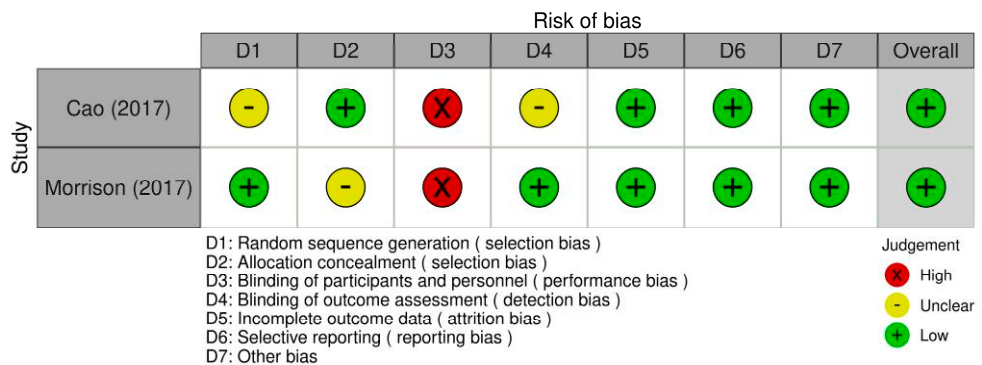 Risk of bias
D1 D2 D3 D4 D5 D6 D7 Overall
Study
Cao (2017) - + X - + + + +
Morrison (2017) + - X + + + + +
D1: Random sequence generation ( selection bias )
D2: Allocation concealment ( selection bias )
D3: Blinding of participants and personnel ( performance bias )
D4: Blinding of outcome assessment ( detection bias )
D5: Incomplete outcome data ( attrition bias )
D6: Selective reporting ( reporting bias )
D7: Other bias
Judgement
X High
- Unclear
+ Low